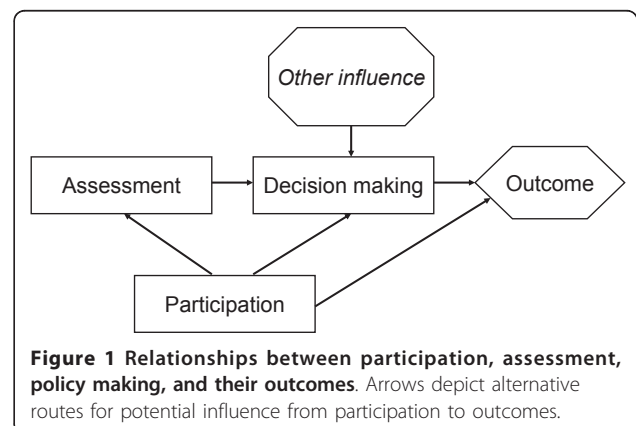 Other influence
Assessment
Decision making
Outcome
Participation
Figure 1 Relationships between participation, assessment,
policy making, and their outcomes. Arrows depict alternative
routes for potential influence from participation to outcomes.